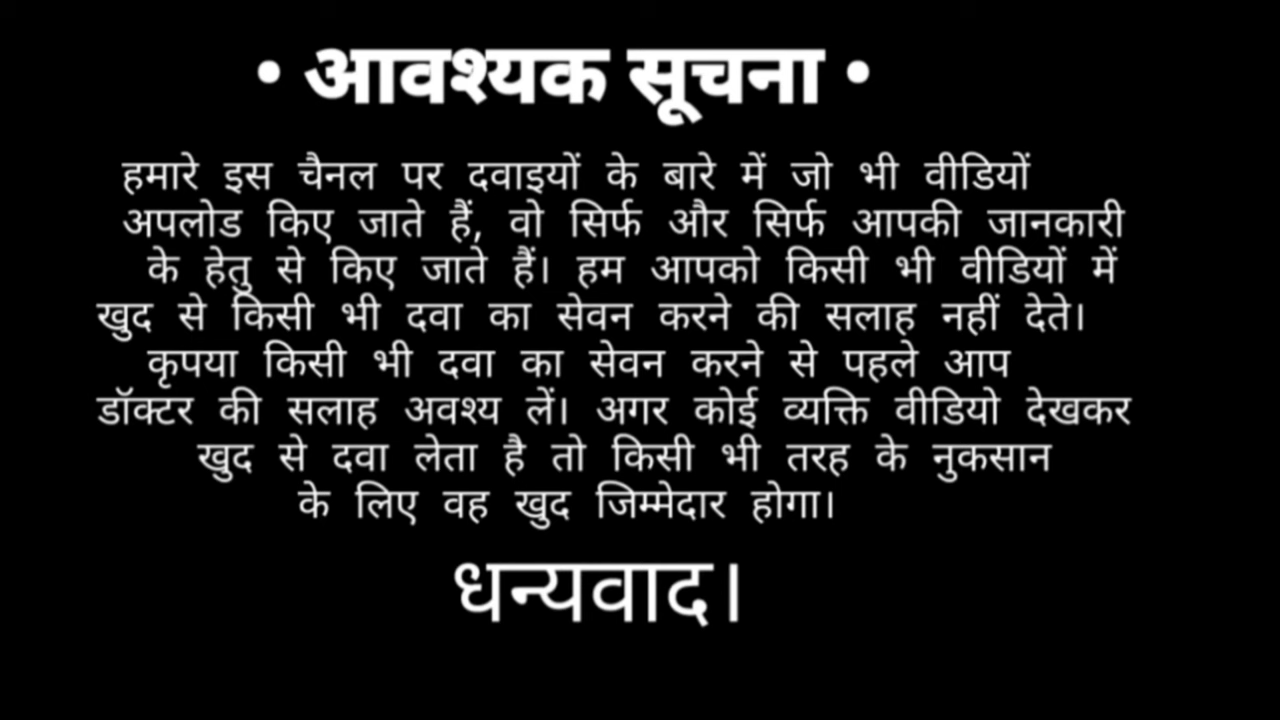 • आवश्यक सूचना •
हमारे इस चैनल पर दवाइयों के बारे में जो भी वीडियों
अपलोड किए जाते हैं, वो सिर्फ और सिर्फ आपकी जानकारी
के हेतु से किए जाते हैं। हम आपको किसी भी वीडियों में
खुद से किसी भी दवा का सेवन करने की सलाह नहीं देते।
कृपया किसी भी दवा का सेवन करने से पहले आप
डॉक्टर की सलाह अवश्य लें। अगर कोई व्यक्ति वीडियो देखकर
खुद से दवा लेता है तो किसी भी तरह के नुकसान
के लिए वह खुद जिम्मेदार होगा।
धन्यवाद।